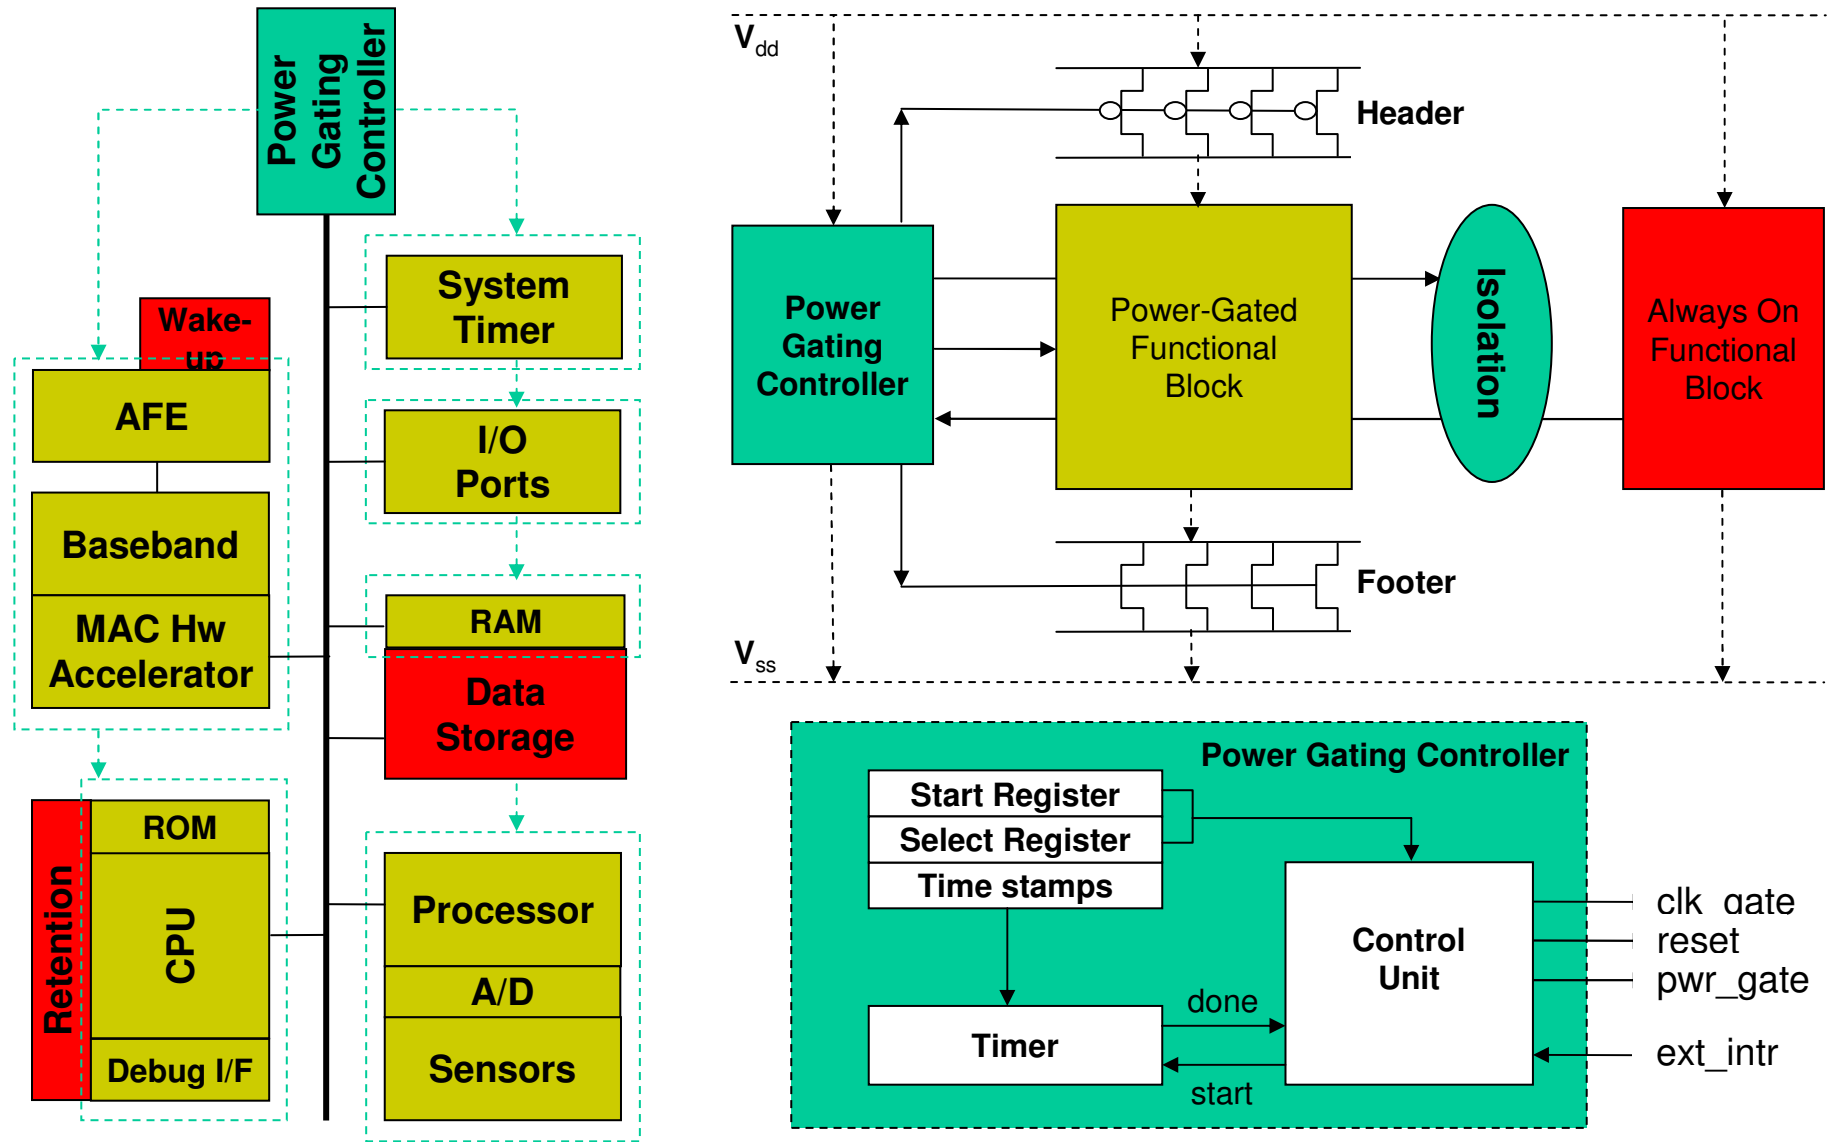 Power
Gating
Controller
System
Timer
Wake-
up
AFE
I/O
Ports
Baseband
MAC Hw
Accelerator
RAM
Data
Storage
Retention
ROM
CPU
Debug I/F
Processor
A/D
Sensors
Vdd
Header
Power
Gating
Controller
Power-Gated
Functional
Block
Isolation
Always On
Functional
Block
Footer
Vss
Power Gating Controller
Start Register
Select Register
Time stamps
Control
Unit
Timer
done
start
clk_gate
reset
pwr_gate
ext_intr